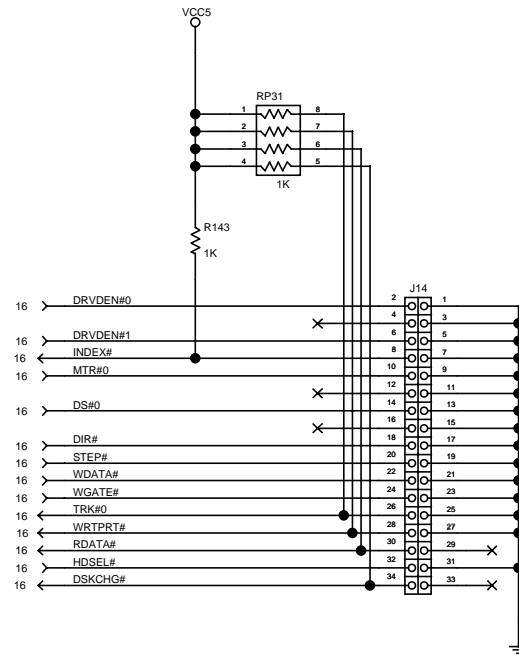 VCC5
RP31
1 8
2 7
3 6
4 5
1K
R143
1K
J14
16 DRVDEN#0 2 1
4 3
16 DRVDEN#1 6 5
16 INDEX# 8 7
16 MTR#0 10 9
12 11
16 DS#0 14 13
16 15
16 DIR# 18 17
16 STEP# 20 19
16 WDATA# 22 21
16 WGATE# 24 23
16 TRK#0 26 25
16 WRTPRT# 28 27
16 RDATA# 30 29
16 HDSEL# 32 31
16 DSKCHG# 34 33